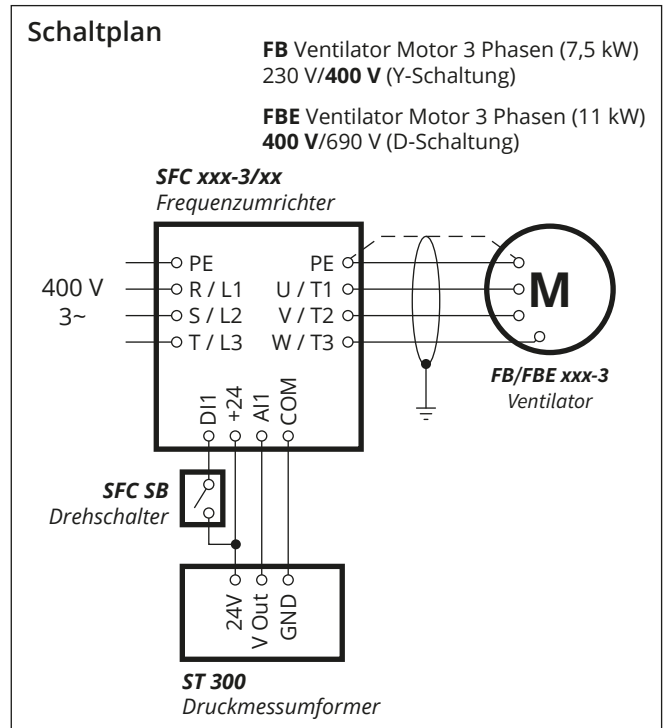 Schaltplan
FB Ventilator Motor 3 Phasen (7,5 kW)
230 V/400 V (Y-Schaltung)
FBE Ventilator Motor 3 Phasen (11 kW)
400 V/690 V (D-Schaltung)
SFC xxx-3/xx
Frequenzumrichter
400 V
3~
PE
R / L1
S / L2
T / L3
PE
U / T1
V / T2
W / T3
M
FB/FBE xxx-3
Ventilator
DI1
+24
AI1
COM
SFC SB
Drehschalter
24V
V Out
GND
ST 300
Druckmessumformer